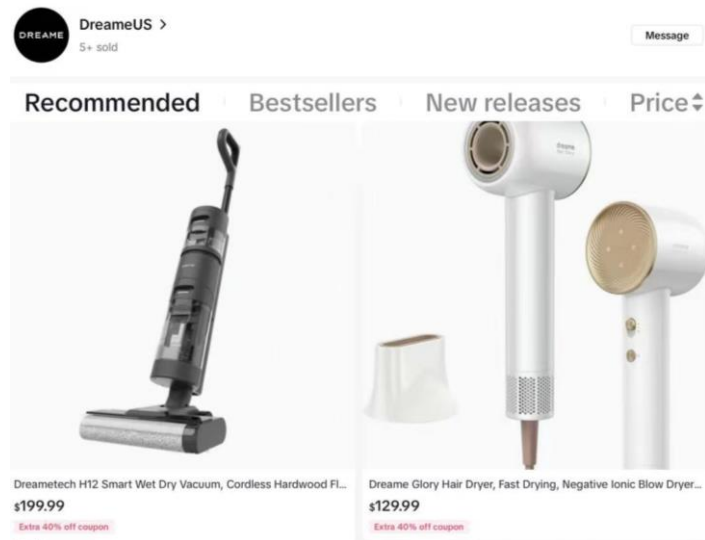 DREAME
DreameUS >
5+ sold
Message
Recommended
Bestsellers
New releases
Price
dreame
Dreametech H12 Smart Wet Dry Vacuum, Cordless Hardwood Fl...
$199.99
Extra 40% off coupon
Dreame Glory Hair Dryer, Fast Drying, Negative Ionic Blow Dryer...
$129.99
Extra 40% off coupon